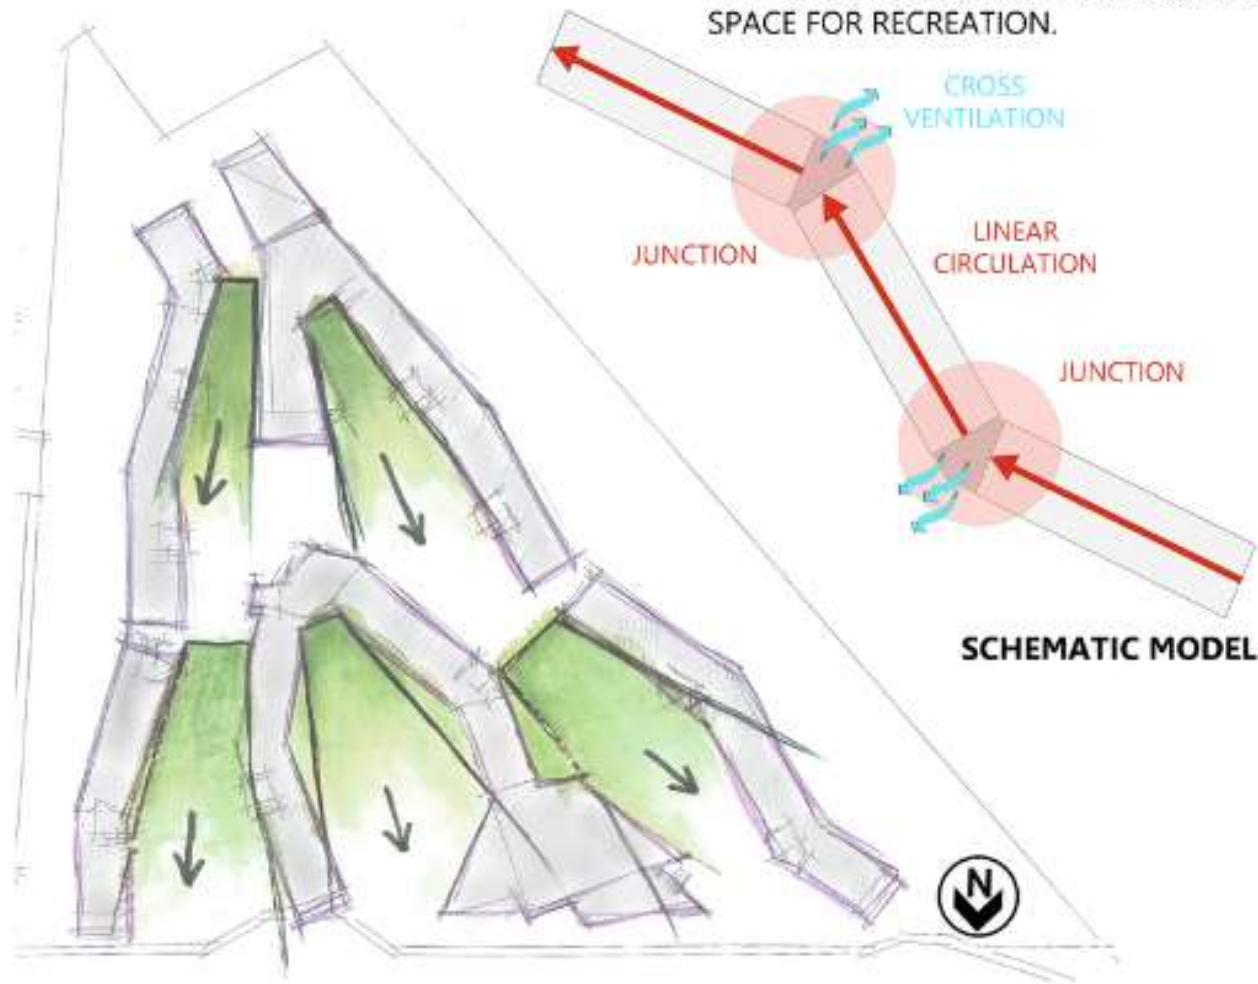 SPACE FOR RECREATION.
CROSS
VENTILATION
JUNCTION
LINEAR
CIRCULATION
JUNCTION
SCHEMATIC MODEL
N